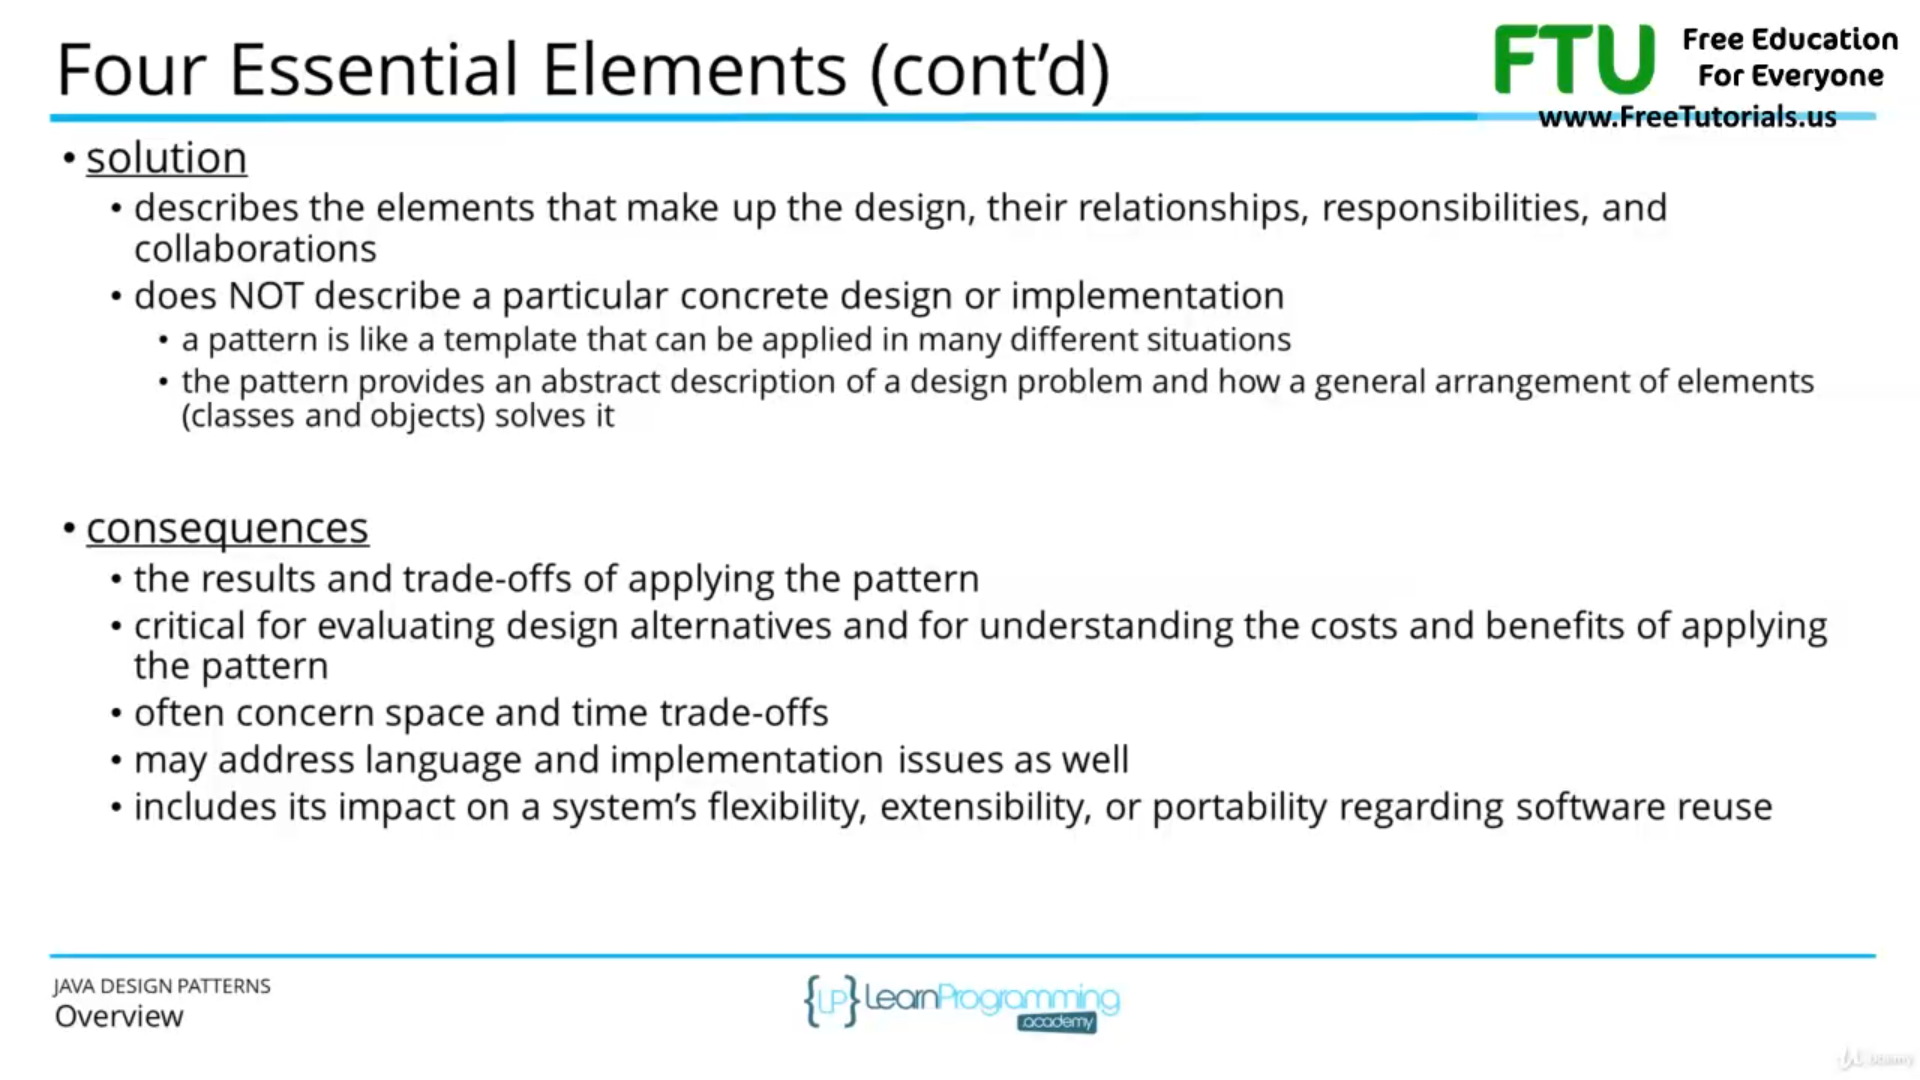 Four Essential Elements (cont’d)
FTU Free Education
For Everyone
www.FreeTutorials.us
• solution
• describes the elements that make up the design, their relationships, responsibilities, and
collaborations
• does NOT describe a particular concrete design or implementation
• a pattern is like a template that can be applied in many different situations
• the pattern provides an abstract description of a design problem and how a general arrangement of elements
(classes and objects) solves it
• consequences
• the results and trade-offs of applying the pattern
• critical for evaluating design alternatives and for understanding the costs and benefits of applying
the pattern
• often concern space and time trade-offs
• may address language and implementation issues as well
• includes its impact on a system’s flexibility, extensibility, or portability regarding software reuse
JAVA DESIGN PATTERNS
Overview
{LP} LearnProgramming
.academy
Udemy